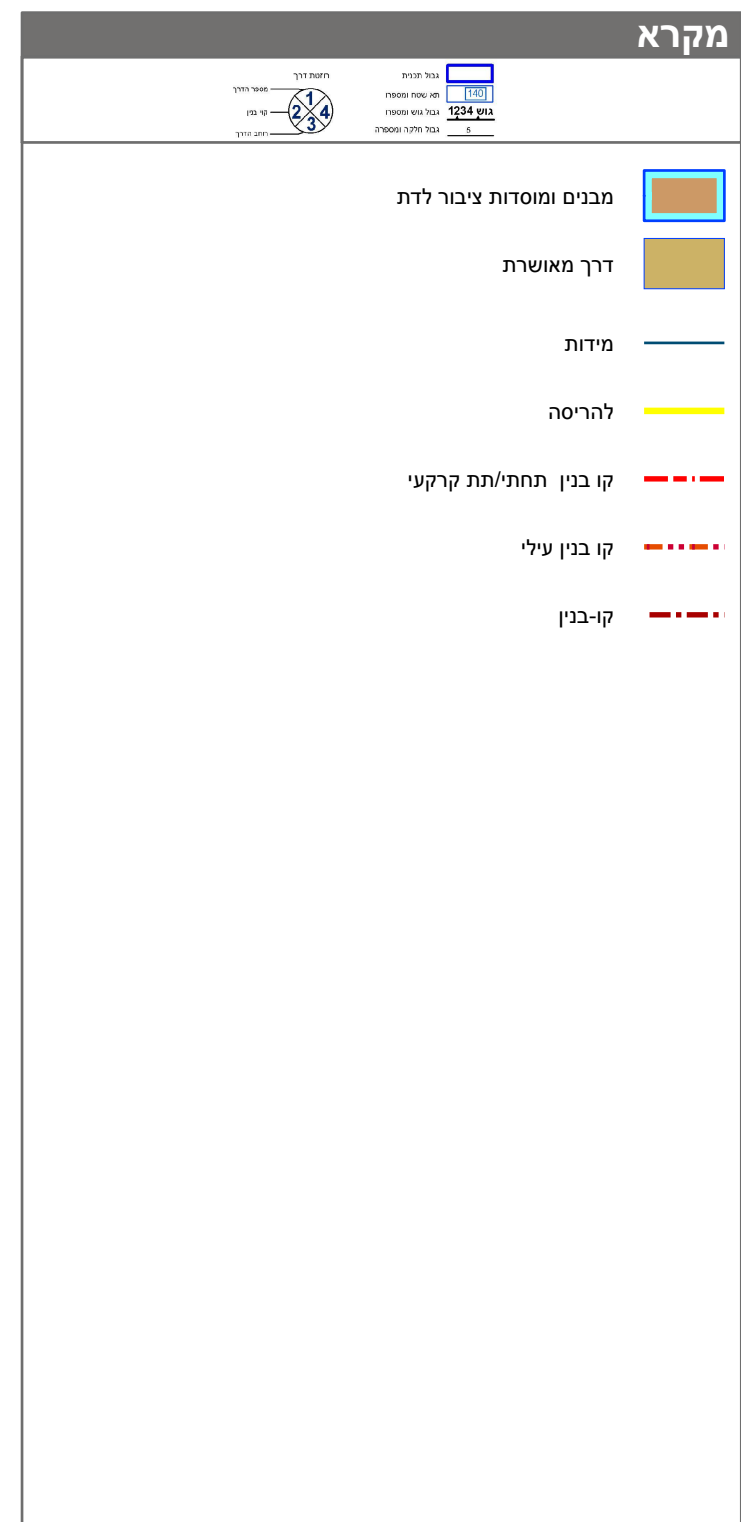 מקרא
גבול תכנית
140 תא שטח ומספרו
גוש 1234 גבול גוש ומספרו
5 גבול חלקה ומספרה
רוזטת דרך
מספר הדרך
קוי בנין
רוחב הדרך
1
2 4
3
מבנים ומוסדות ציבור לדת
דרך מאושרת
מידות
להריסה
קו בנין תחתי/תת קרקעי
קו בנין עילי
קו-בנין